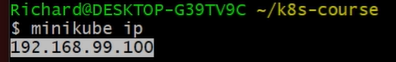 Richard@DESKTOP-G39TV9C ~/k8s-course
$ minikube ip
192.168.99.100